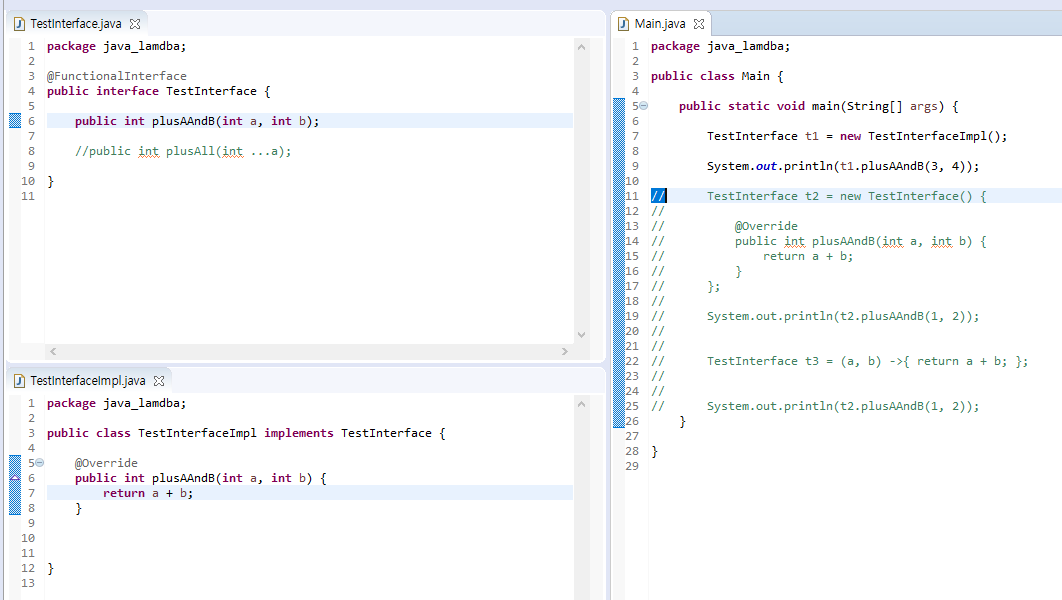 TestInterface.java
1 package java_lamdba;
2
3 @FunctionalInterface
4 public interface TestInterface {
5
6     public int plusAAndB(int a, int b);
7
8     //public int plusAll(int ...a);
9
10 }
11
TestInterfaceImpl.java
1 package java_lamdba;
2
3 public class TestInterfaceImpl implements TestInterface {
4
5     @Override
6     public int plusAAndB(int a, int b) {
7         return a + b;
8     }
9
10
11
12 }
13
Main.java
1 package java_lamdba;
2
3 public class Main {
4
5     public static void main(String[] args) {
6
7         TestInterface t1 = new TestInterfaceImpl();
8
9         System.out.println(t1.plusAAndB(3, 4));
10
11 //      TestInterface t2 = new TestInterface() {
12 //
13 //          @Override
14 //          public int plusAAndB(int a, int b) {
15 //              return a + b;
16 //          }
17 //      };
18 //
19 //      System.out.println(t2.plusAAndB(1, 2));
20 //
21 //
22 //      TestInterface t3 = (a, b) ->{ return a + b; };
23 //
24 //
25 //      System.out.println(t2.plusAAndB(1, 2));
26     }
27
28 }
29